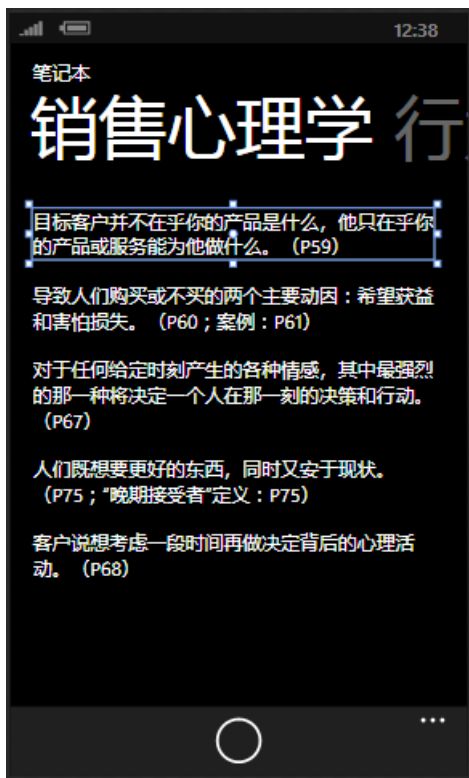 12:38
笔记本
销售心理学 行
目标客户并不在乎你的产品是什么，他只在乎你
的产品或服务能为他做什么。（P59）
导致人们购买或不买的两个主要动因：希望获益
和害怕损失。（P60；案例：P61）
对于任何给定时刻产生的各种情感，其中最强烈
的那一种将决定一个人在那一刻的决策和行动。
（P67）
人们既想要更好的东西，同时又安于现状。
（P75；“晚期接受者”定义：P75）
客户说想考虑一段时间再做决定背后的心理活
动。（P68）